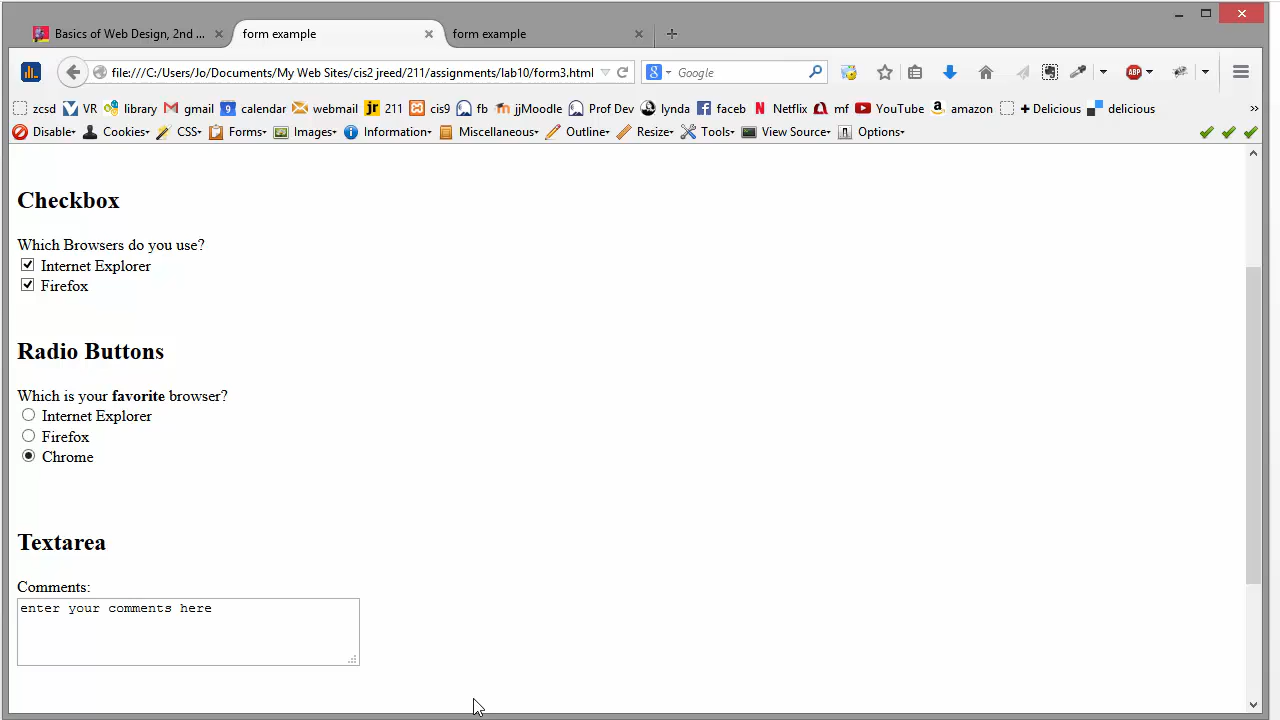 Basics of Web Design, 2nd ... form example form example
file:///C:/Users/Jo/Documents/My Web Sites/cis2 jreed/211/assignments/lab10/form3.html 8 Google ABP
zcsd VR library gmail 9 calendar webmail jr 211 cis9 fb m jjMoodle Prof Dev lynda f faceb N Netflix mf YouTube a amazon + Delicious delicious »
Disable Cookies CSS Forms Images i Information Miscellaneous Outline Resize Tools View Source Options
Checkbox
Which Browsers do you use?
Internet Explorer
Firefox
Radio Buttons
Which is your favorite browser?
Internet Explorer
Firefox
Chrome
Textarea
Comments:
enter your comments here